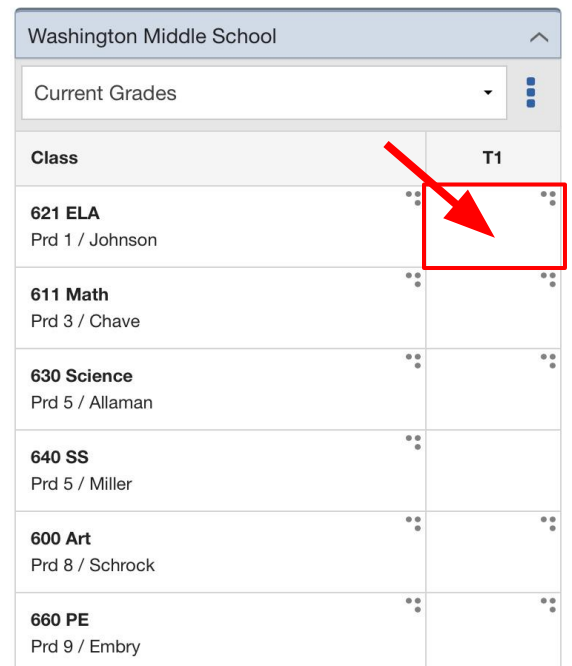 Washington Middle School
Current Grades
Class T1
621 ELA
Prd 1 / Johnson
611 Math
Prd 3 / Chave
630 Science
Prd 5 / Allaman
640 SS
Prd 5 / Miller
600 Art
Prd 8 / Schrock
660 PE
Prd 9 / Embry